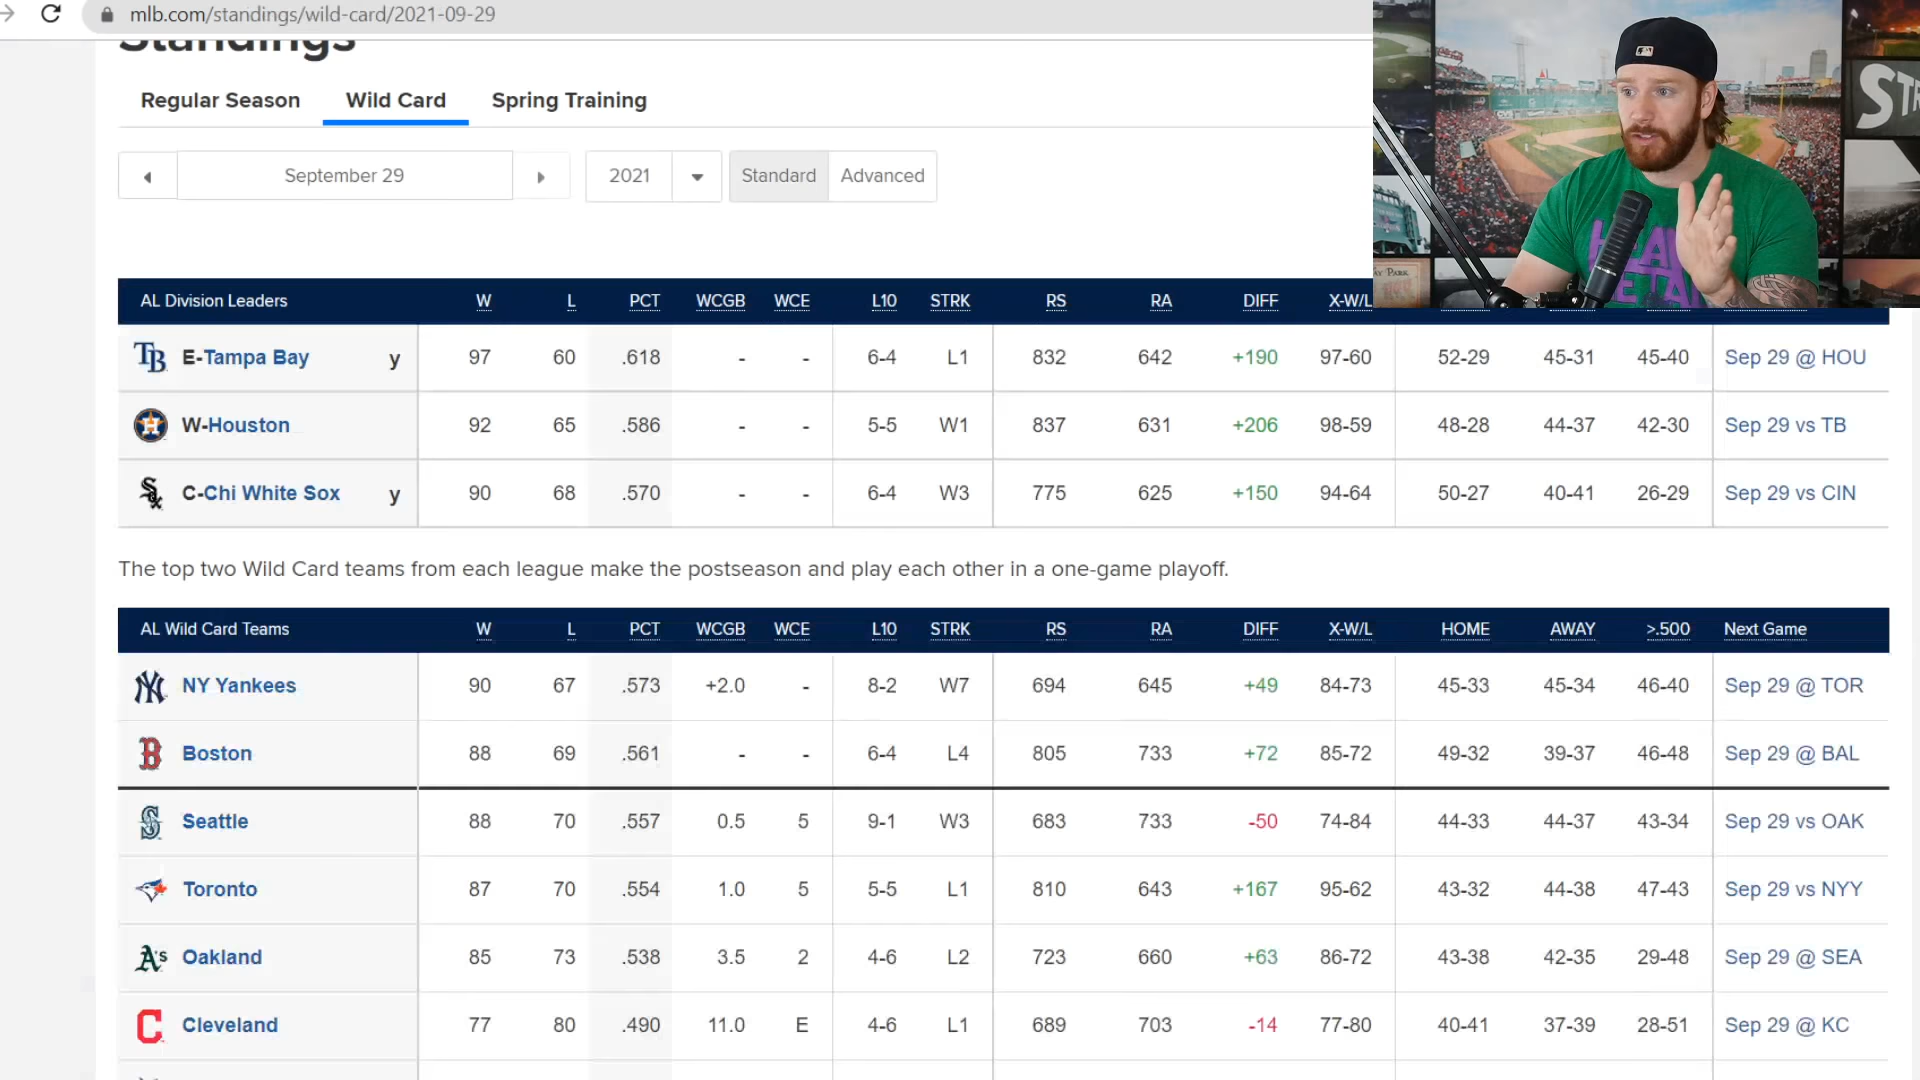 mlb.com/standings/wild-card/2021-09-29
Standings
Regular Season Wild Card Spring Training
September 29 2021 Standard Advanced
AL Division Leaders W L PCT WCGB WCE L10 STRK RS RA DIFF X-W/L
E-Tampa Bay y 97 60 .618 - - 6-4 L1 832 642 +190 97-60 52-29 45-31 45-40 Sep 29 @ HOU
W-Houston 92 65 .586 - - 5-5 W1 837 631 +206 98-59 48-28 44-37 42-30 Sep 29 vs TB
C-Chi White Sox y 90 68 .570 - - 6-4 W3 775 625 +150 94-64 50-27 40-41 26-29 Sep 29 vs CIN
The top two Wild Card teams from each league make the postseason and play each other in a one-game playoff.
AL Wild Card Teams W L PCT WCGB WCE L10 STRK RS RA DIFF X-W/L HOME AWAY >.500 Next Game
NY Yankees 90 67 .573 +2.0 - 8-2 W7 694 645 +49 84-73 45-33 45-34 46-40 Sep 29 @ TOR
Boston 88 69 .561 - - 6-4 L4 805 733 +72 85-72 49-32 39-37 46-48 Sep 29 @ BAL
Seattle 88 70 .557 0.5 5 9-1 W3 683 733 -50 74-84 44-33 44-37 43-34 Sep 29 vs OAK
Toronto 87 70 .554 1.0 5 5-5 L1 810 643 +167 95-62 43-32 44-38 47-43 Sep 29 vs NYY
Oakland 85 73 .538 3.5 2 4-6 L2 723 660 +63 86-72 43-38 42-35 29-48 Sep 29 @ SEA
Cleveland 77 80 .490 11.0 E 4-6 L1 689 703 -14 77-80 40-41 37-39 28-51 Sep 29 @ KC